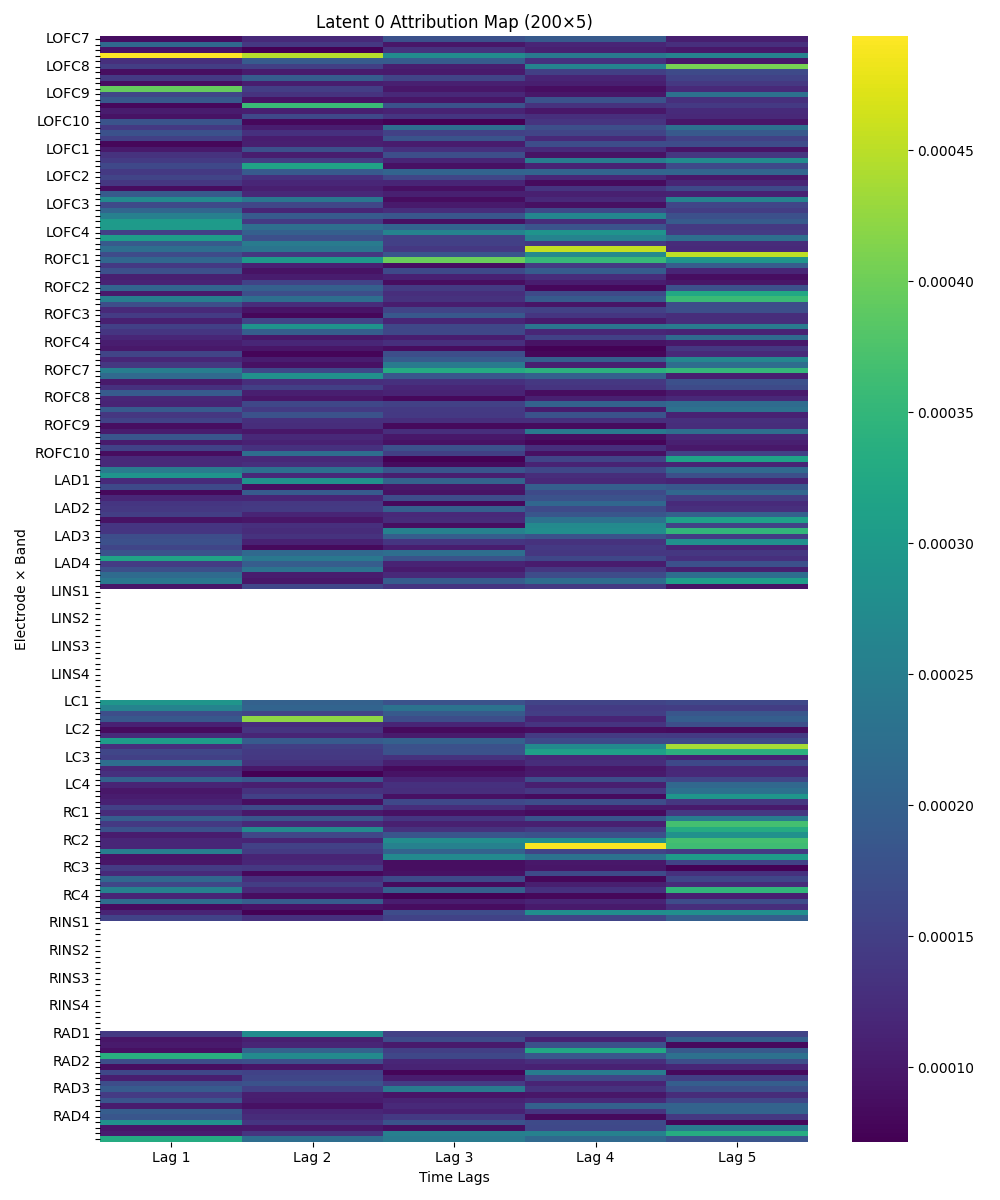 Latent 0 Attribution Map (200×5)
Electrode × Band
LOFC7
LOFC8
LOFC9
LOFC10
LOFC1
LOFC2
LOFC3
LOFC4
ROFC1
ROFC2
ROFC3
ROFC4
ROFC7
ROFC8
ROFC9
ROFC10
LAD1
LAD2
LAD3
LAD4
LINS1
LINS2
LINS3
LINS4
LC1
LC2
LC3
LC4
RC1
RC2
RC3
RC4
RINS1
RINS2
RINS3
RINS4
RAD1
RAD2
RAD3
RAD4
Lag 1 Lag 2 Lag 3 Lag 4 Lag 5
Time Lags
0.00045
0.00040
0.00035
0.00030
0.00025
0.00020
0.00015
0.00010